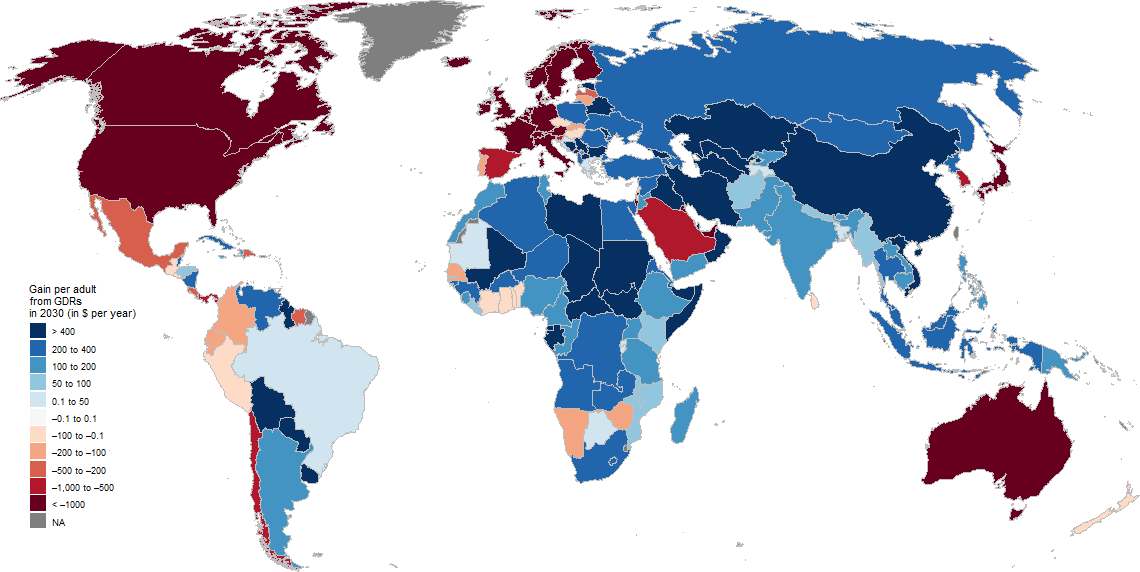 Gain per adult
from GDRs
in 2030 (in $ per year)
> 400
200 to 400
100 to 200
50 to 100
0.1 to 50
–0.1 to 0.1
–100 to –0.1
–200 to –100
–500 to –200
–1,000 to –500
< –1000
NA